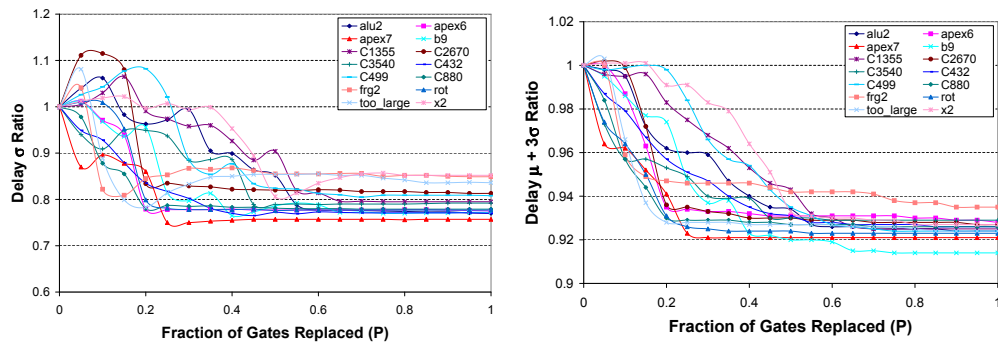 1.2
1.1
1
0.9
0.8
0.7
0.6
Delay σ Ratio
0 0.2 0.4 0.6 0.8 1
Fraction of Gates Replaced (P)
alu2 apex6
apex7 b9
C1355 C2670
C3540 C432
C499 C880
frg2 rot
too_large x2
1.02
1
0.98
0.96
0.94
0.92
0.9
Delay μ + 3σ Ratio
0 0.2 0.4 0.6 0.8 1
Fraction of Gates Replaced (P)
alu2 apex6
apex7 b9
C1355 C2670
C3540 C432
C499 C880
frg2 rot
too_large x2